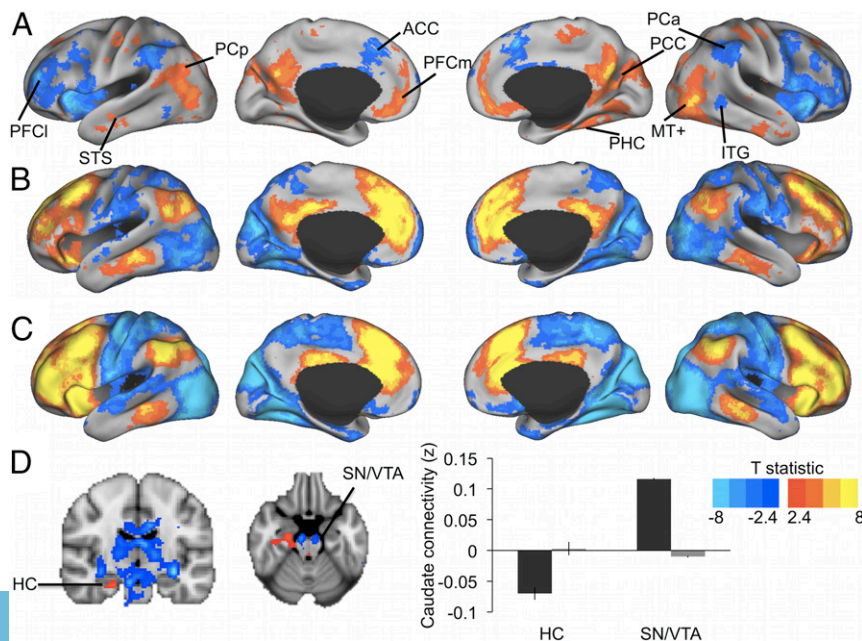 A
PCp
ACC
PFCm
PCa
PCC
PFCl
STS
PHC
MT+
ITG
B
C
D
SN/VTA
HC
Caudate connectivity (z)
0.15
0.1
0.05
0
-0.05
-0.1
HC
SN/VTA
T statistic
-8
-2.4
2.4
8